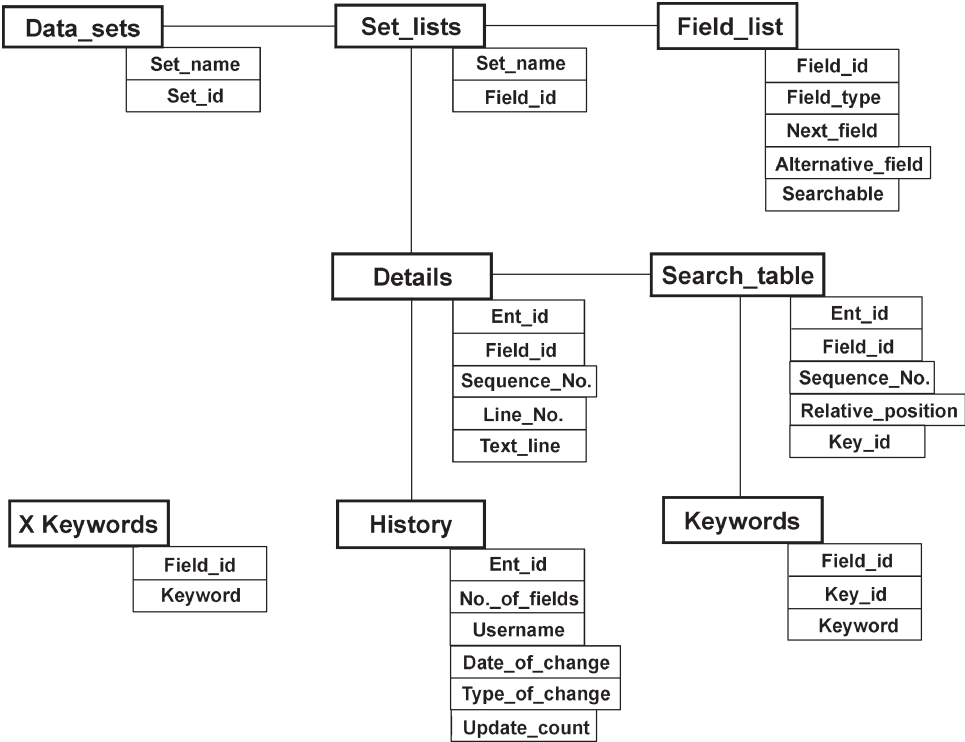 Data_sets
Set_name
Set_id
Set_lists
Set_name
Field_id
Field_list
Field_id
Field_type
Next_field
Alternative_field
Searchable
Details
Ent_id
Field_id
Sequence_No.
Line_No.
Text_line
Search_table
Ent_id
Field_id
Sequence_No.
Relative_position
Key_id
X Keywords
Field_id
Keyword
History
Ent_id
No._of_fields
Username
Date_of_change
Type_of_change
Update_count
Keywords
Field_id
Key_id
Keyword